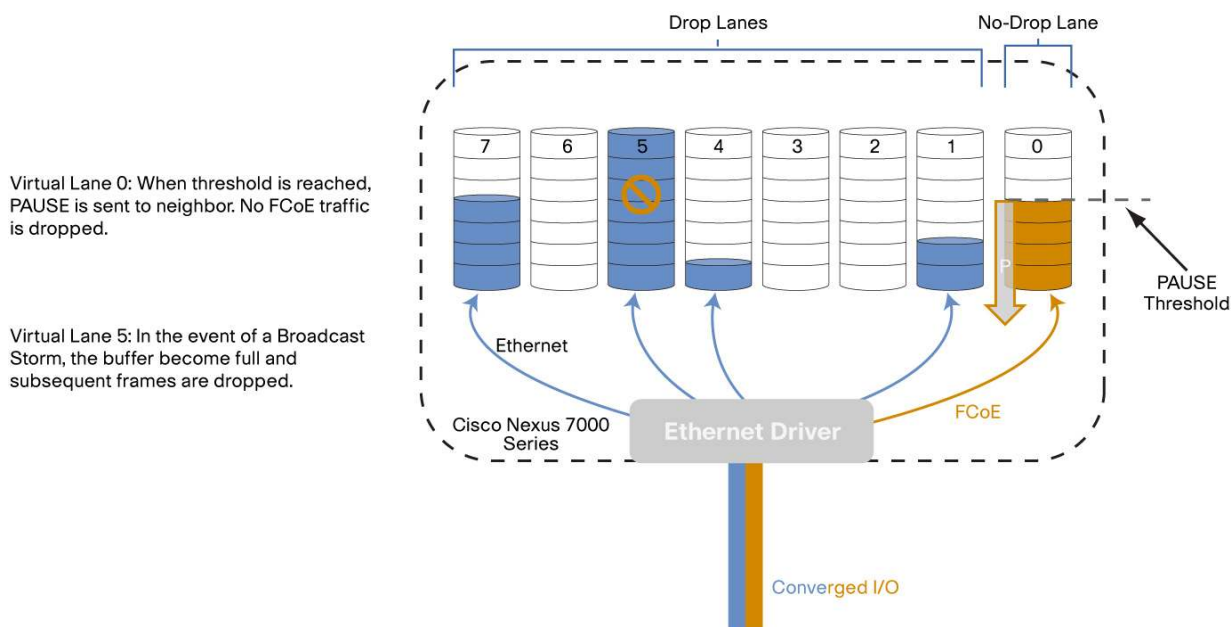 Drop Lanes
No-Drop Lane
7
6
5
4
3
2
1
0
Virtual Lane 0: When threshold is reached,
PAUSE is sent to neighbor. No FCoE traffic
is dropped.
P
PAUSE
Threshold
Virtual Lane 5: In the event of a Broadcast
Storm, the buffer become full and
subsequent frames are dropped.
Ethernet
Cisco Nexus 7000
Series
Ethernet Driver
FCoE
Converged I/O